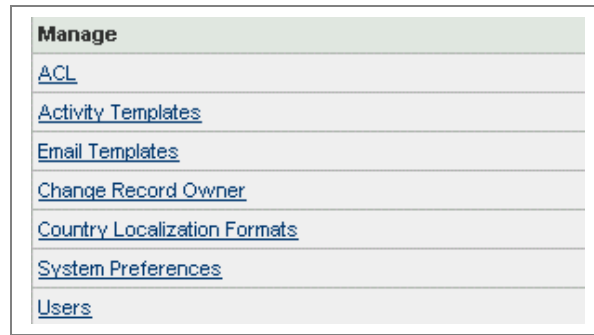 Manage
ACL
Activity Templates
Email Templates
Change Record Owner
Country Localization Formats
System Preferences
Users